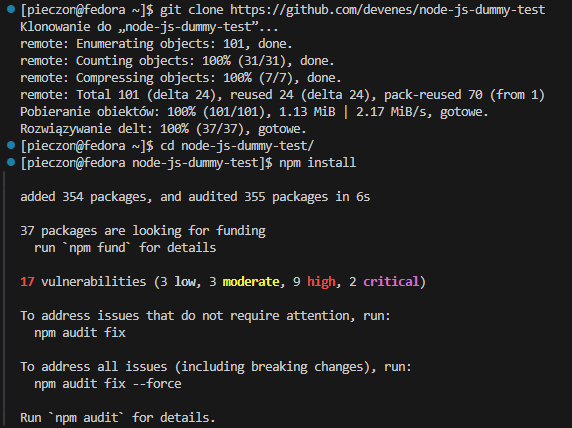 [pieczon@fedora ~]$ git clone https://github.com/devenes/node-js-dummy-test
Klonowanie do „node-js-dummy-test”...
remote: Enumerating objects: 101, done.
remote: Counting objects: 100% (31/31), done.
remote: Compressing objects: 100% (7/7), done.
remote: Total 101 (delta 24), reused 24 (delta 24), pack-reused 70 (from 1)
Pobieranie obiektów: 100% (101/101), 1.13 MiB | 2.17 MiB/s, gotowe.
Rozwiązywanie delt: 100% (37/37), gotowe.
[pieczon@fedora ~]$ cd node-js-dummy-test/
[pieczon@fedora node-js-dummy-test]$ npm install
added 354 packages, and audited 355 packages in 6s
37 packages are looking for funding
run `npm fund` for details
17 vulnerabilities (3 low, 3 moderate, 9 high, 2 critical)
To address issues that do not require attention, run:
npm audit fix
To address all issues (including breaking changes), run:
npm audit fix --force
Run `npm audit` for details.